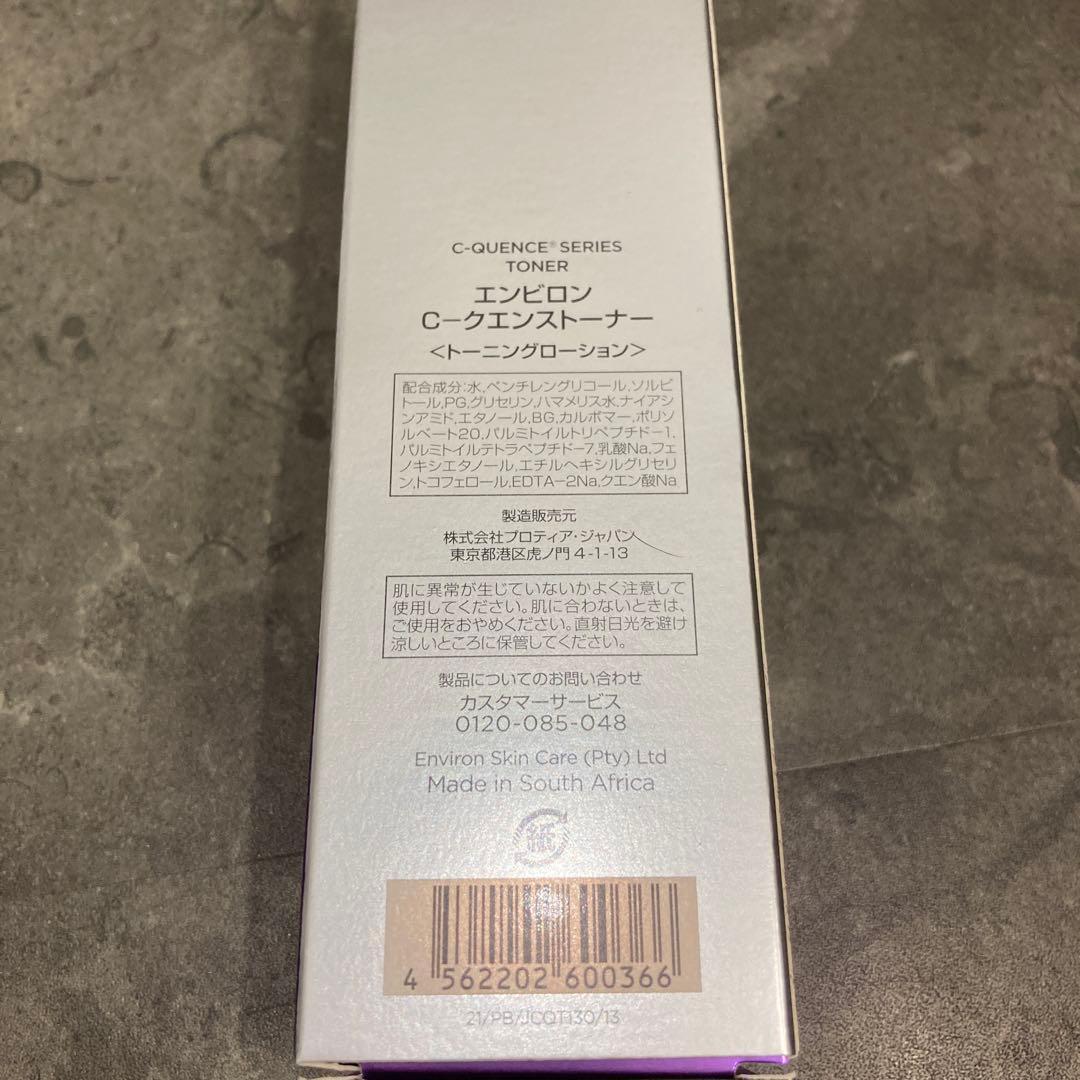 C-QUENCE® SERIES
TONER
エンビロン
C-クエンストーナー
<トーニングローション>
配合成分:水,ペンチレングリコール,ソルビ
トール,PG,グリセリン,ハマメリス水,ナイアシ
ンアミド,エタノール,BG,カルボマー,ポリソ
ルベート20,パルミトイルトリペプチド-1,
パルミトイルテトラペプチド-7,乳酸Na,フェ
ノキシエタノール,エチルヘキシルグリセリ
ン,トコフェロール,EDTA-2Na,クエン酸Na
製造販売元
株式会社プロティア・ジャパン
東京都港区虎ノ門4-1-13
肌に異常が生じていないかよく注意して
使用してください。肌に合わないときは、
ご使用をおやめください。直射日光を避け
涼しいところに保管してください。
製品についてのお問い合わせ
カスタマーサービス
0120-085-048
Environ Skin Care (Pty) Ltd
Made in South Africa
紙
4 562202 600366
21/PB/JCQT130/13